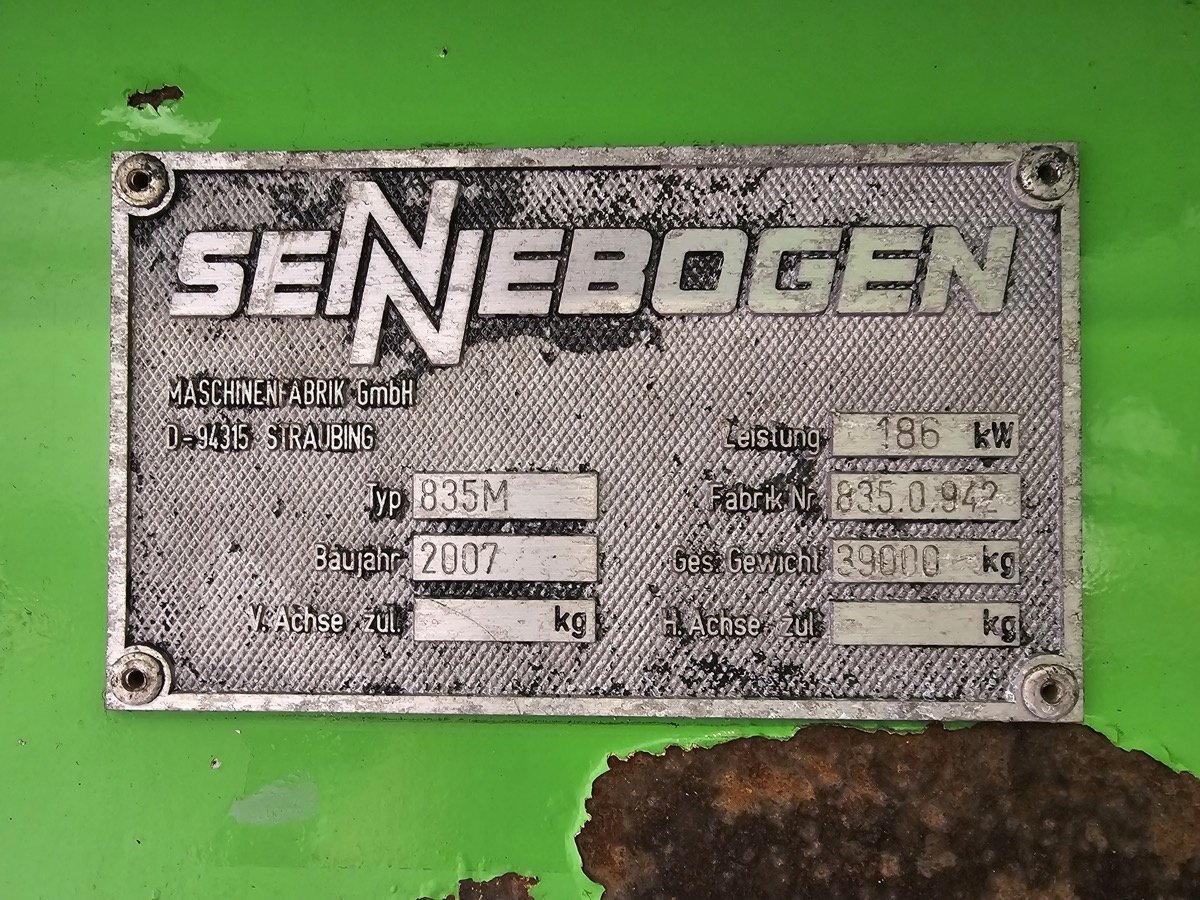 SENNEBOGEN
MASCHINENFABRIK GmbH
D-94315 STRAUBING
Leistung 186 kW
Typ 835M
Fabrik Nr. 835.0.942
Baujahr 2007
Ges. Gewicht 39000 kg
V. Achse zul. kg
H. Achse zul. kg